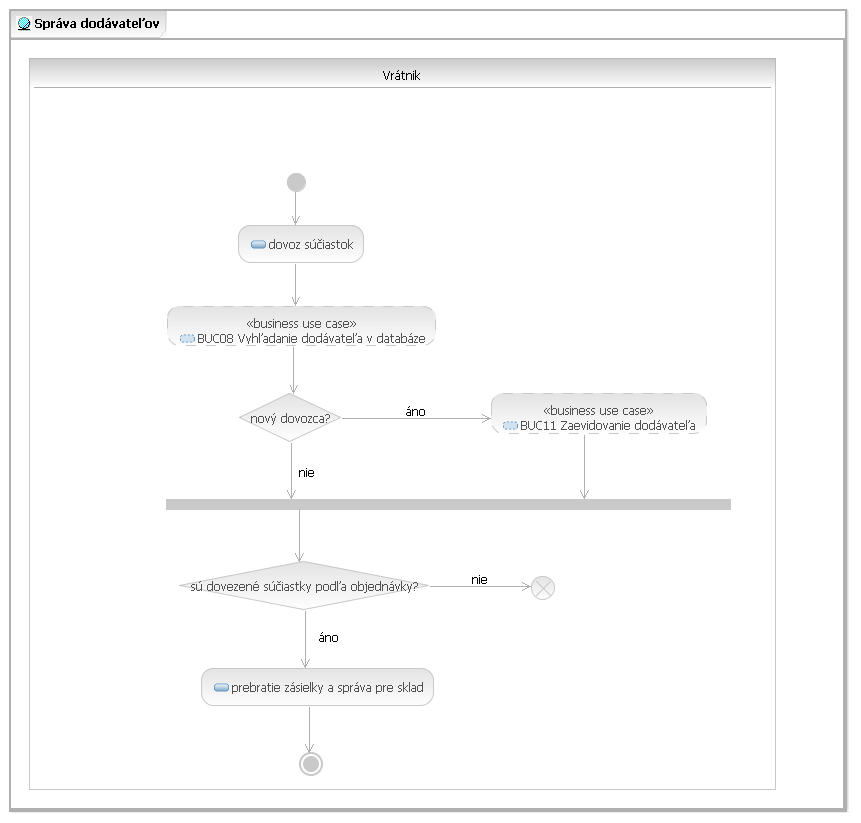 Správa dodávateľov
Vrátnik
dovoz súčiastok
«business use case»
BUC08 Vyhľadanie dodávateľa v databáze
nový dovozca?
áno
«business use case»
BUC11 Zaevidovanie dodávateľa
nie
sú dovezené súčiastky podľa objednávky?
nie
áno
prebratie zásielky a správa pre sklad